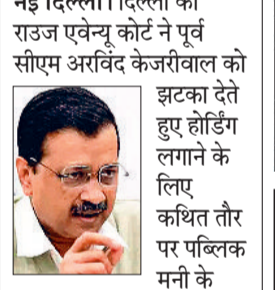 नई दिल्ली। दिल्ली की
राउज एवेन्यू कोर्ट ने पूर्व
सीएम अरविंद केजरीवाल को
झटका देते
हुए होर्डिंग
लगाने के
लिए
कथित तौर
पर पब्लिक
मनी के